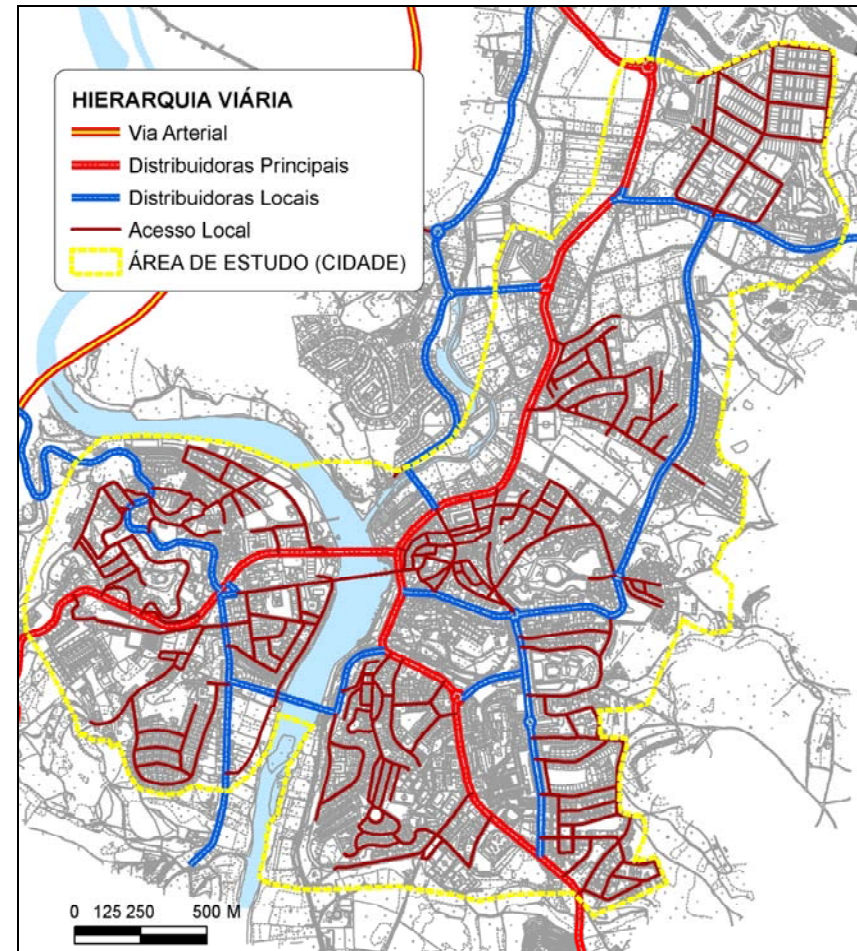 HIERARQUIA VIÁRIA
Via Arterial
Distribuidoras Principais
Distribuidoras Locais
Acesso Local
ÁREA DE ESTUDO (CIDADE)
0 125 250 500 M